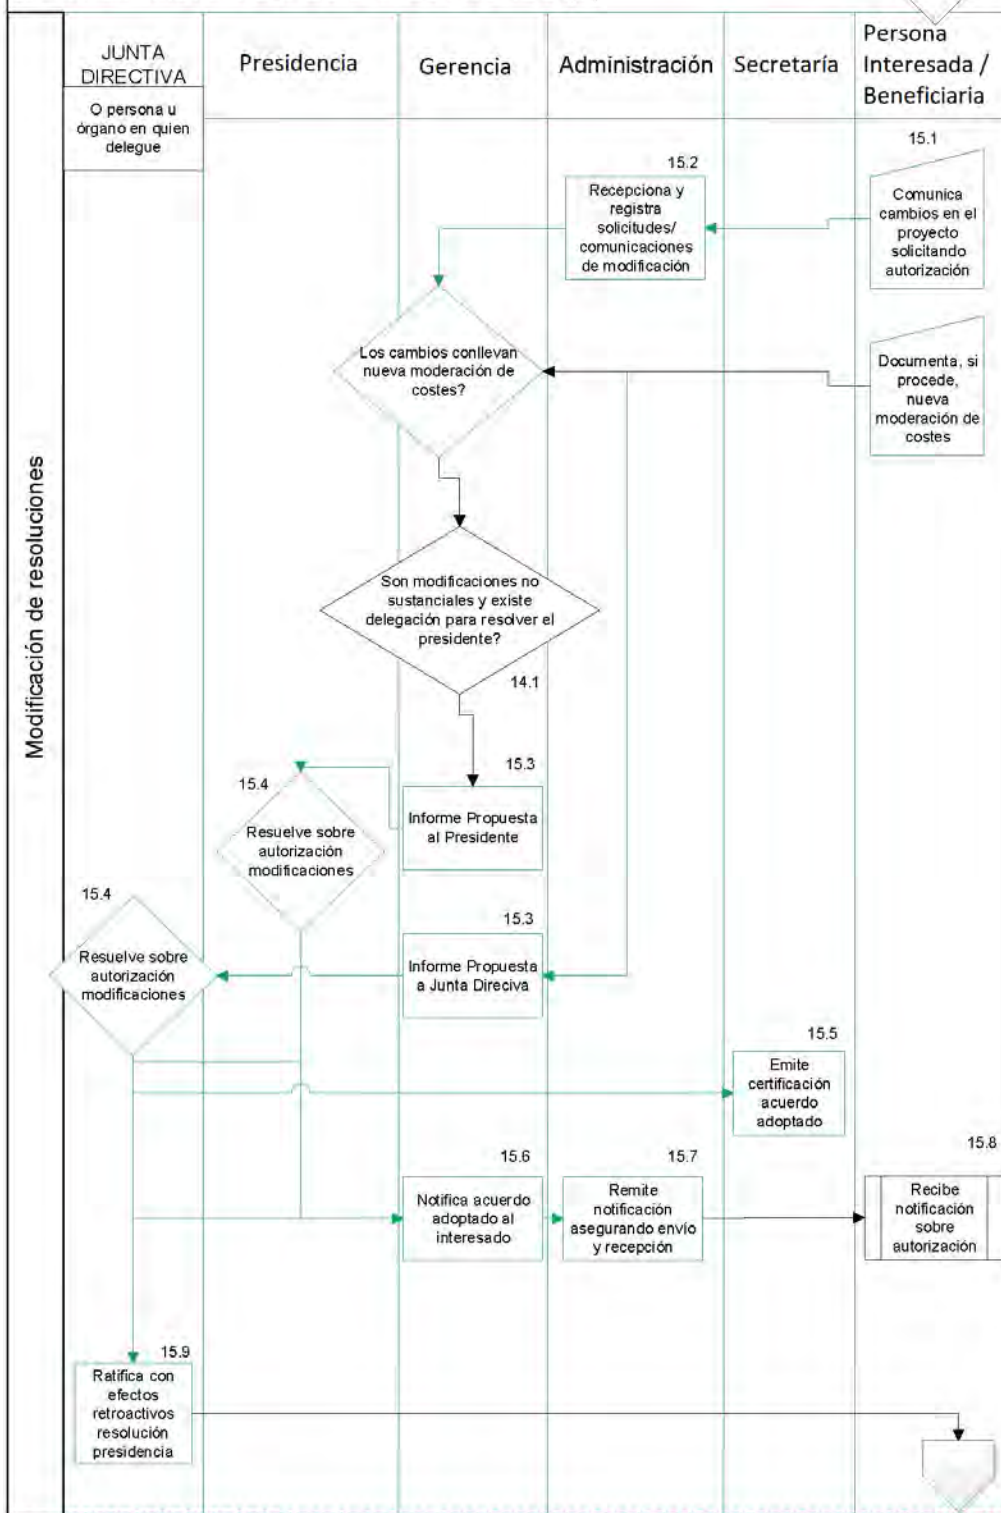 JUNTA
DIRECTIVA
O persona u
órgano en quien
delegue
Presidencia
Gerencia
Administración
Secretaría
Persona
Interesada /
Beneficiaria
Modificación de resoluciones
15.1
Comunica
cambios en el
proyecto
solicitando
autorización
15.2
Recepciona y
registra
solicitudes/
comunicaciones
de modificación
Los cambios conllevan
nueva moderación de
costes?
Documenta, si
procede,
nueva
moderación de
costes
Son modificaciones no
sustanciales y existe
delegación para resolver el
presidente?
14.1
15.3
Informe Propuesta
al Presidente
15.4
Resuelve sobre
autorización
modificaciones
15.3
Informe Propuesta
a Junta Direciva
15.4
Resuelve sobre
autorización
modificaciones
15.5
Emite
certificación
acuerdo
adoptado
15.6
Notifica acuerdo
adoptado al
interesado
15.7
Remite
notificación
asegurando envío
y recepción
15.8
Recibe
notificación
sobre
autorización
15.9
Ratifica con
efectos
retroactivos
resolución
presidencia